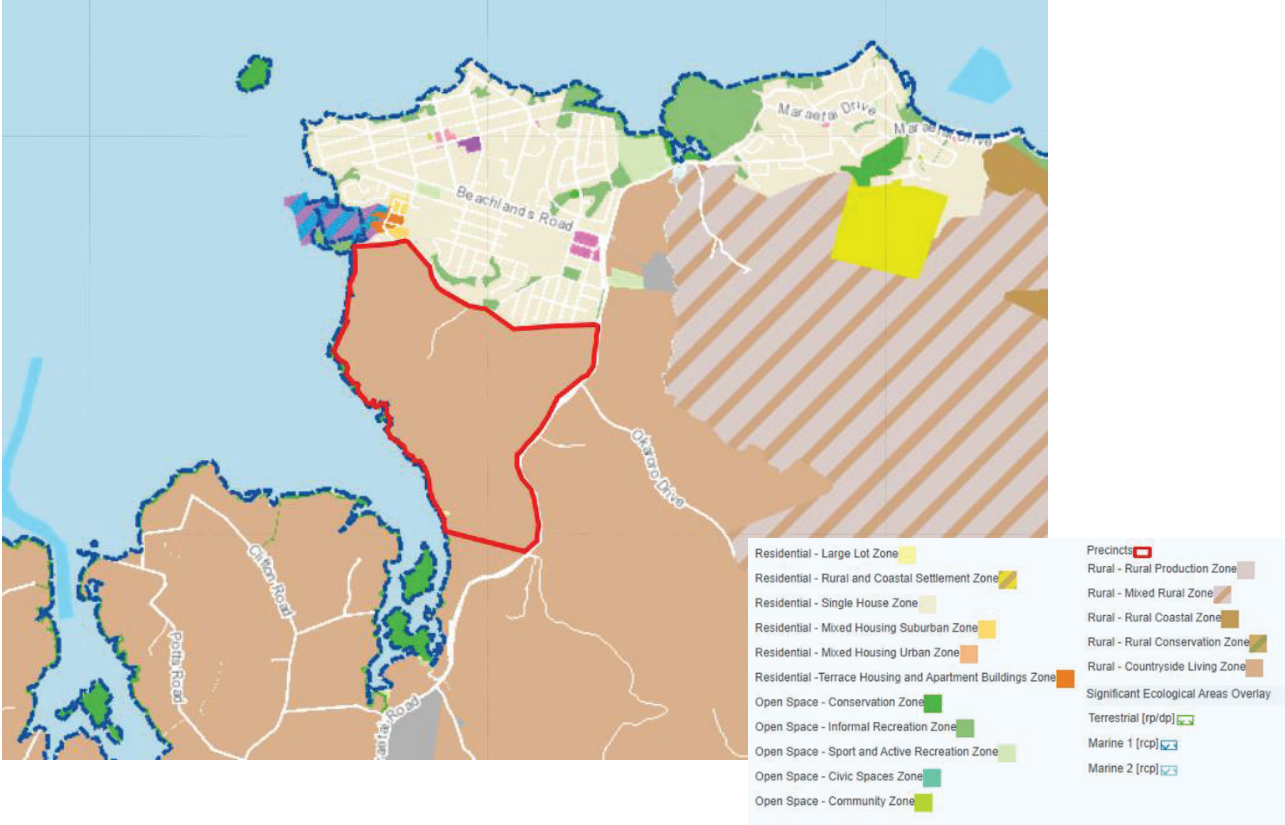 Maraetai Drive
Maraetai Drive
Beachlands Road
Okaroro Drive
Clifton Road
Potts Road
aetai Road
Residential - Large Lot Zone
Residential - Rural and Coastal Settlement Zone
Residential - Single House Zone
Residential - Mixed Housing Suburban Zone
Residential - Mixed Housing Urban Zone
Residential -Terrace Housing and Apartment Buildings Zone
Open Space - Conservation Zone
Open Space - Informal Recreation Zone
Open Space - Sport and Active Recreation Zone
Open Space - Civic Spaces Zone
Open Space - Community Zone
Precincts
Rural - Rural Production Zone
Rural - Mixed Rural Zone
Rural - Rural Coastal Zone
Rural - Rural Conservation Zone
Rural - Countryside Living Zone
Significant Ecological Areas Overlay
Terrestrial [rp/dp]
Marine 1 [rcp]
Marine 2 [rcp]